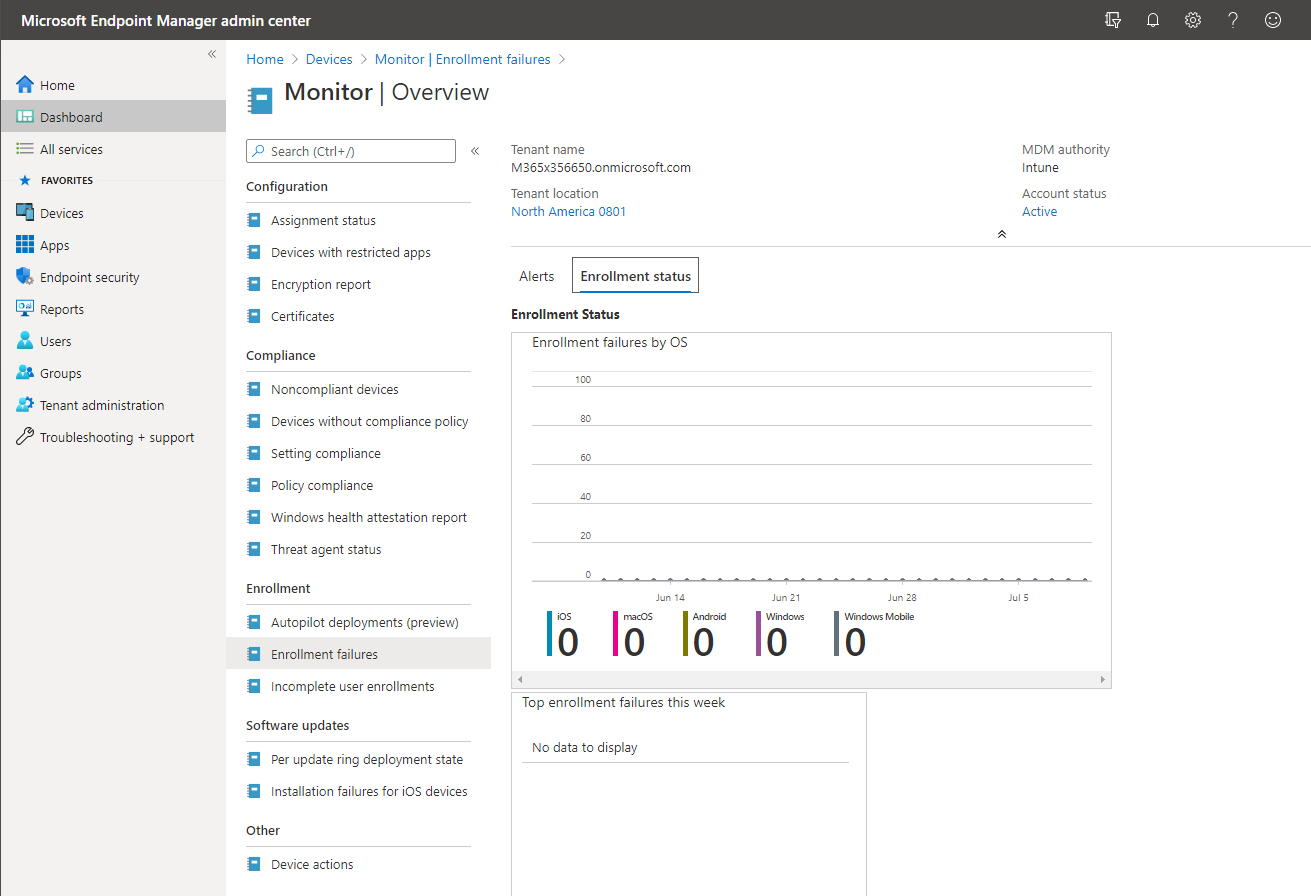 Microsoft Endpoint Manager admin center
Home
Dashboard
All services
FAVORITES
Devices
Apps
Endpoint security
Reports
Users
Groups
Tenant administration
Troubleshooting + support
Home > Devices > Monitor | Enrollment failures >
Monitor | Overview
Search (Ctrl+/)
Configuration
Assignment status
Devices with restricted apps
Encryption report
Certificates
Compliance
Noncompliant devices
Devices without compliance policy
Setting compliance
Policy compliance
Windows health attestation report
Threat agent status
Enrollment
Autopilot deployments (preview)
Enrollment failures
Incomplete user enrollments
Software updates
Per update ring deployment state
Installation failures for iOS devices
Other
Device actions
Tenant name
M365x356650.onmicrosoft.com
Tenant location
North America 0801
MDM authority
Intune
Account status
Active
Alerts
Enrollment status
Enrollment Status
Enrollment failures by OS
100
80
60
40
20
0
Jun 14
Jun 21
Jun 28
Jul 5
iOS
0
macOS
0
Android
0
Windows
0
Windows Mobile
0
Top enrollment failures this week
No data to display